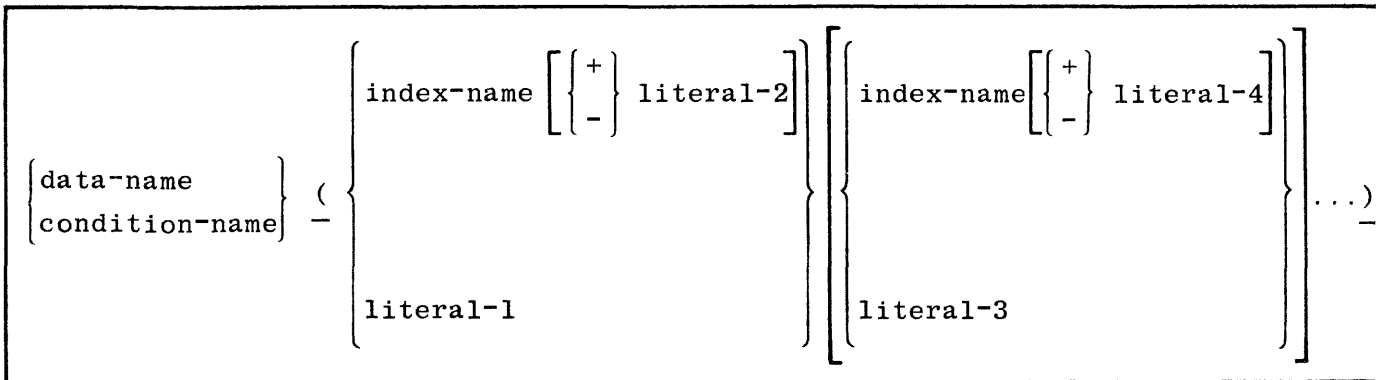 + +
index-name literal-2 index-name literal-4
- -
data-name
( ...)
condition-name
literal-1 literal-3